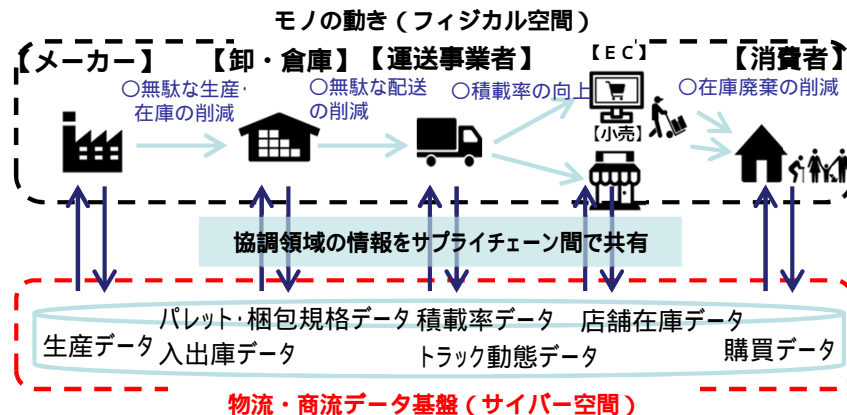 モノの動き(フィジカル空間)
【メーカー】
【卸・倉庫】
【運送事業者】
【EC】
【消費者】
○無駄な生産・
在庫の削減
○無駄な配送
の削減
○積載率の向上
○在庫廃棄の削減
【小売】
協調領域の情報をサプライチェーン間で共有
生産データ
パレット・梱包規格データ
入出庫データ
積載率データ
トラック動態データ
店舗在庫データ
購買データ
物流・商流データ基盤(サイバー空間)